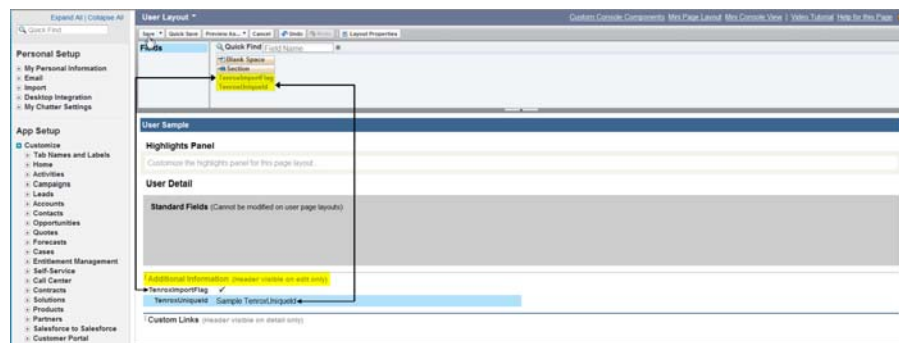 Expand All | Collapse All
Quick Find
Personal Setup
My Personal Information
Email
Import
Desktop Integration
My Chatter Settings
App Setup
Customize
Tab Names and Labels
Home
Activities
Campaigns
Leads
Accounts
Contacts
Opportunities
Quotes
Forecasts
Cases
Entitlement Management
Self-Service
Call Center
Contracts
Solutions
Products
Partners
Salesforce to Salesforce
Customer Portal
User Layout
Custom Console Components Mini Page Layout Mini Console View | Video Tutorial Help for this Page
Save Quick Save Preview As... Cancel Undo Redo Layout Properties
Fields
Quick Find Field Name
Blank Space
Section
TenroxImportFlag
TenroxUniqueId
User Sample
Highlights Panel
Customize the highlights panel for this page layout...
User Detail
Standard Fields (Cannot be modified on user page layouts)
Additional Information (Header visible on edit only)
TenroxImportFlag ✓
TenroxUniqueId Sample TenroxUniqueId
Custom Links (Header visible on detail only)